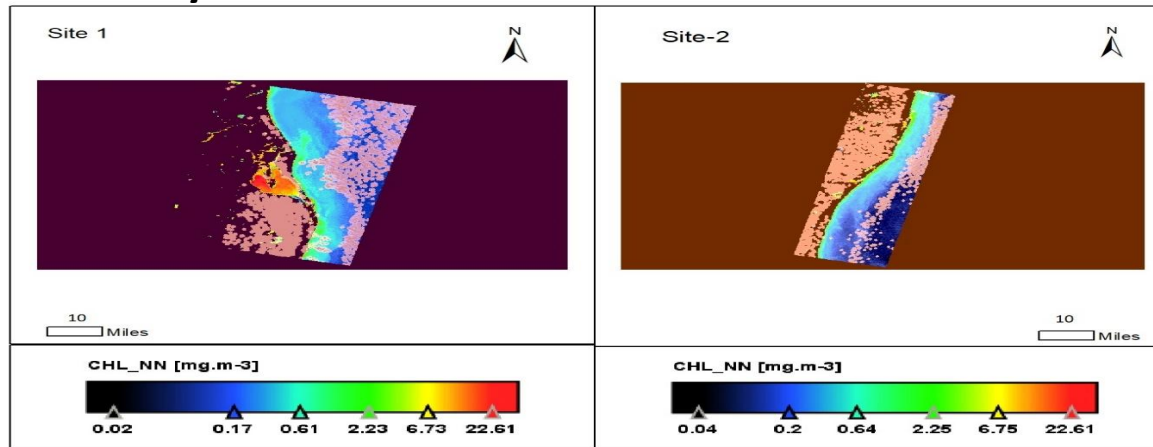 Site 1
N
10
Miles
CHL_NN [mg.m-3]
0.02 0.17 0.61 2.23 6.73 22.61
Site-2
N
10
Miles
CHL_NN [mg.m-3]
0.04 0.2 0.64 2.25 6.75 22.61